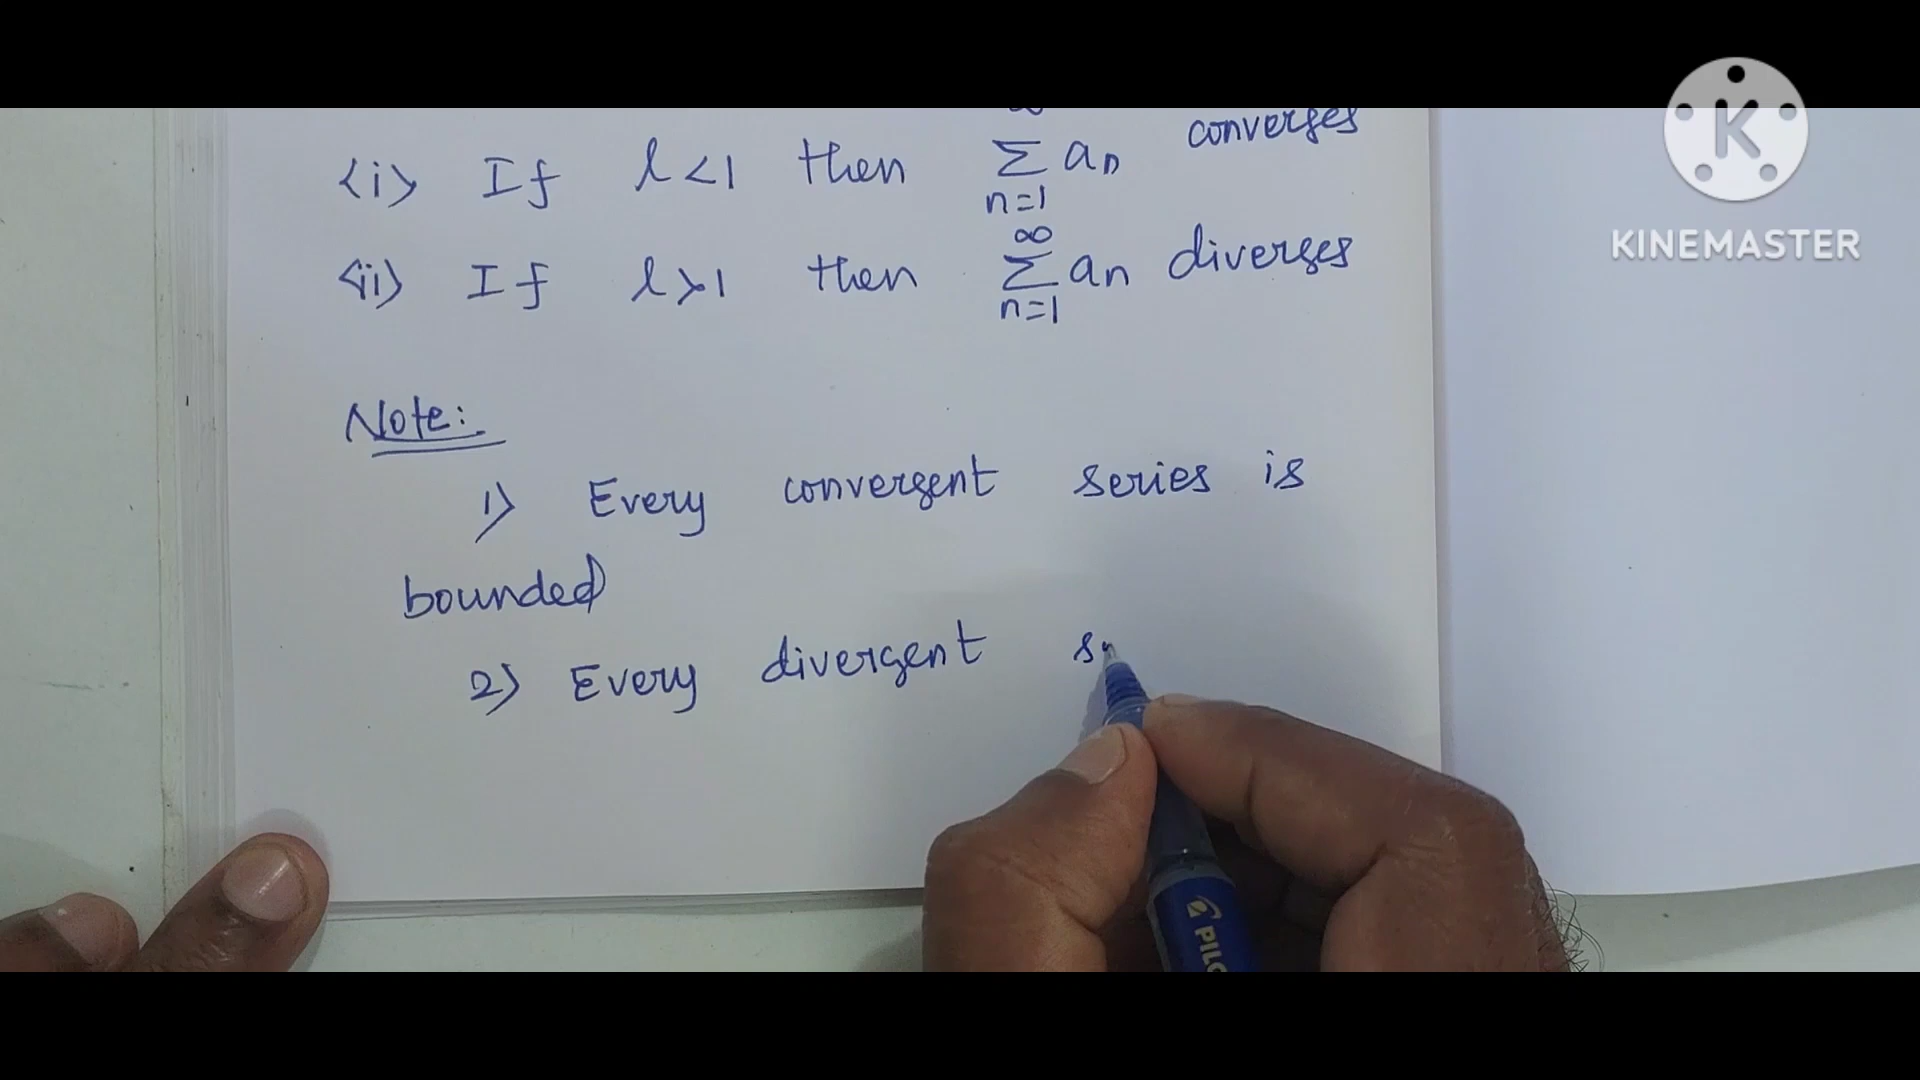 <i> If l<1 then ∑ n=1 an converges
<ii> If l>1 then ∞ ∑ n=1 an diverges
Note:
1) Every convergent series is
bounded
2) Every divergent s
K
KINEMASTER
PILO